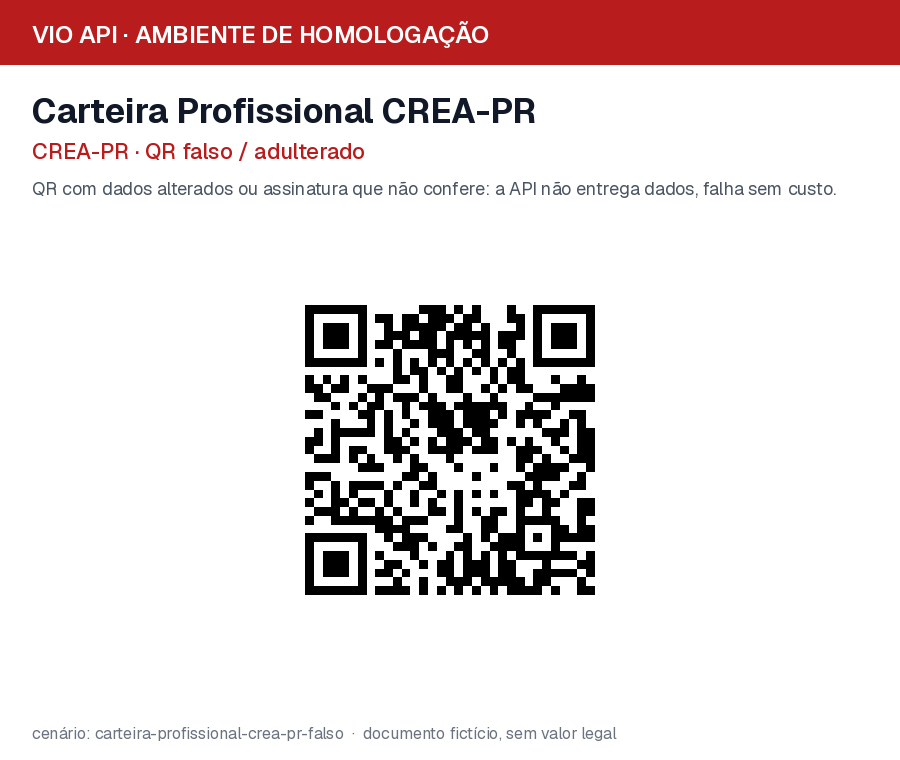 VIO API · AMBIENTE DE HOMOLOGAÇÃO
Carteira Profissional CREA-PR
CREA-PR · QR falso / adulterado
QR com dados alterados ou assinatura que não confere: a API não entrega dados, falha sem custo.
cenário: carteira-profissional-crea-pr-falso · documento fictício, sem valor legal